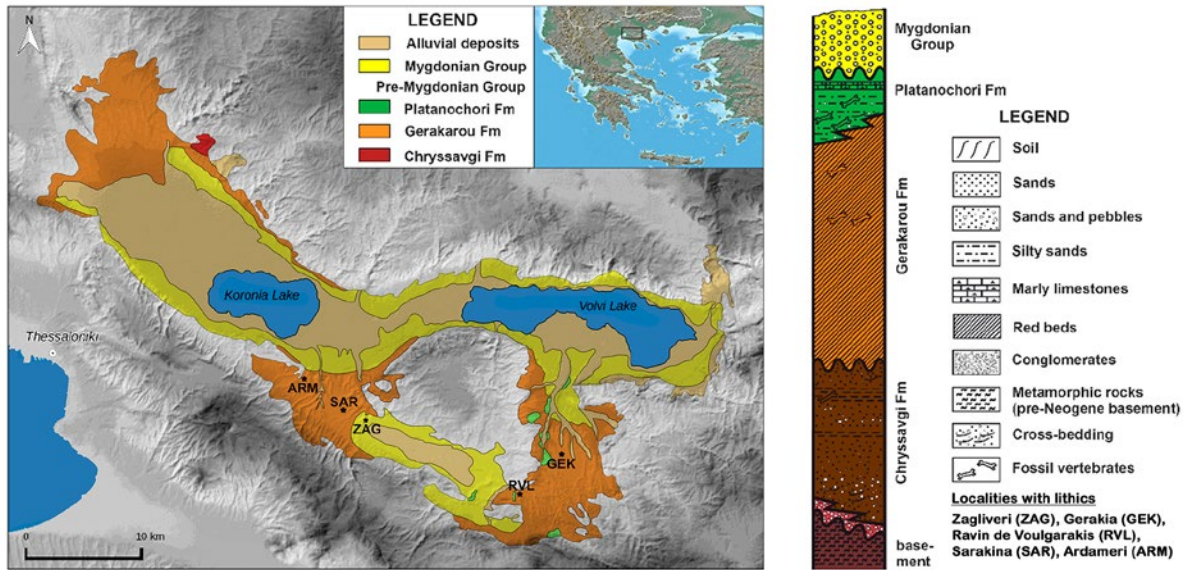 N
LEGEND
Alluvial deposits
Mygdonian Group
Pre-Mygdonian Group
Platanochori Fm
Gerakarou Fm
Chryssavgi Fm
Koronia Lake
Volvi Lake
Thessaloniki
ARM
SAR
ZAG
GEK
RVL
0 10 km
Mygdonian
Group
Platanochori Fm
Gerakarou Fm
Chryssavgi Fm
base-
ment
LEGEND
Soil
Sands
Sands and pebbles
Silty sands
Marly limestones
Red beds
Conglomerates
Metamorphic rocks
(pre-Neogene basement)
Cross-bedding
Fossil vertebrates
Localities with lithics
Zagliveri (ZAG), Gerakia (GEK),
Ravin de Voulgarakis (RVL),
Sarakina (SAR), Ardameri (ARM)